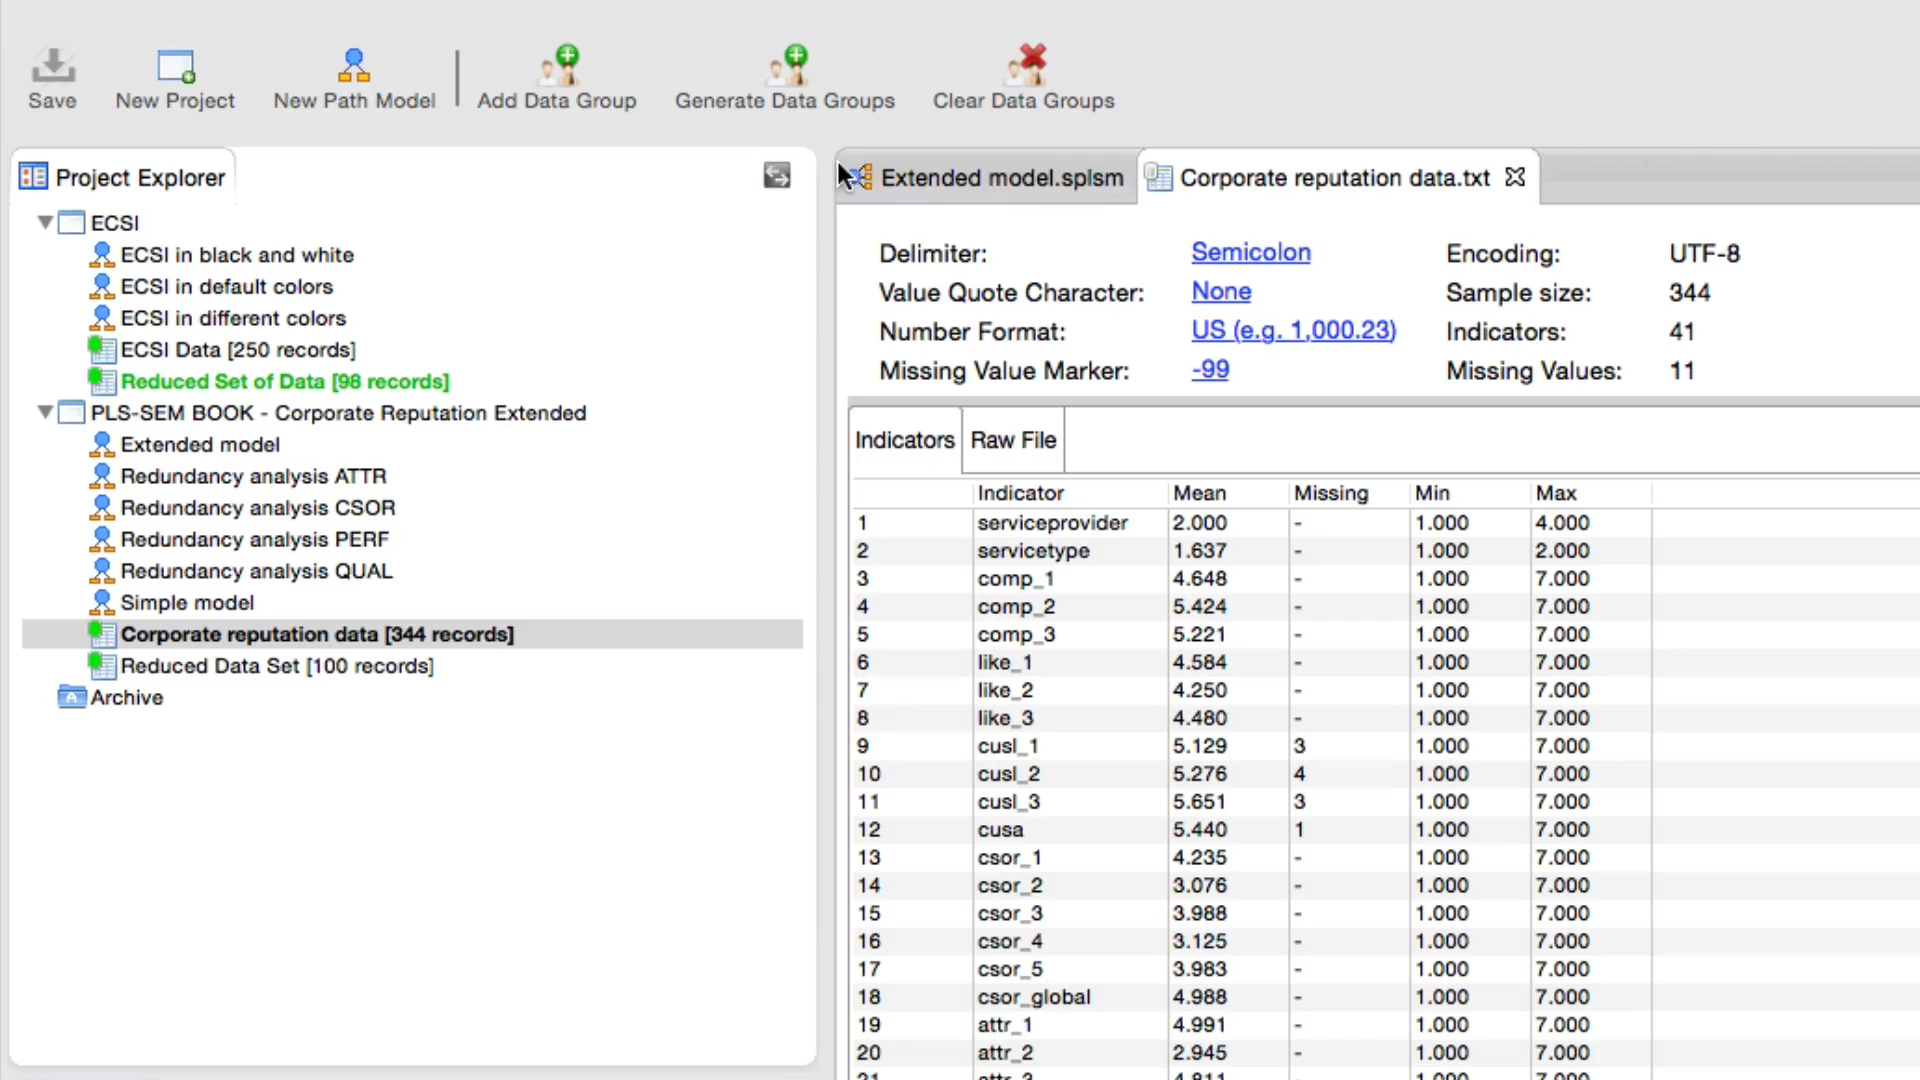 Save New Project New Path Model Add Data Group Generate Data Groups Clear Data Groups
Project Explorer
ECSI
ECSI in black and white
ECSI in default colors
ECSI in different colors
ECSI Data [250 records]
Reduced Set of Data [98 records]
PLS-SEM BOOK - Corporate Reputation Extended
Extended model
Redundancy analysis ATTR
Redundancy analysis CSOR
Redundancy analysis PERF
Redundancy analysis QUAL
Simple model
Corporate reputation data [344 records]
Reduced Data Set [100 records]
Archive
Extended model.splsm Corporate reputation data.txt
Delimiter: Semicolon Encoding: UTF-8
Value Quote Character: None Sample size: 344
Number Format: US (e.g. 1,000.23) Indicators: 41
Missing Value Marker: -99 Missing Values: 11
Indicators Raw File
Indicator Mean Missing Min Max
1 serviceprovider 2.000 - 1.000 4.000
2 servicetype 1.637 - 1.000 2.000
3 comp_1 4.648 - 1.000 7.000
4 comp_2 5.424 - 1.000 7.000
5 comp_3 5.221 - 1.000 7.000
6 like_1 4.584 - 1.000 7.000
7 like_2 4.250 - 1.000 7.000
8 like_3 4.480 - 1.000 7.000
9 cusl_1 5.129 3 1.000 7.000
10 cusl_2 5.276 4 1.000 7.000
11 cusl_3 5.651 3 1.000 7.000
12 cusa 5.440 1 1.000 7.000
13 csor_1 4.235 - 1.000 7.000
14 csor_2 3.076 - 1.000 7.000
15 csor_3 3.988 - 1.000 7.000
16 csor_4 3.125 - 1.000 7.000
17 csor_5 3.983 - 1.000 7.000
18 csor_global 4.988 - 1.000 7.000
19 attr_1 4.991 - 1.000 7.000
20 attr_2 2.945 - 1.000 7.000